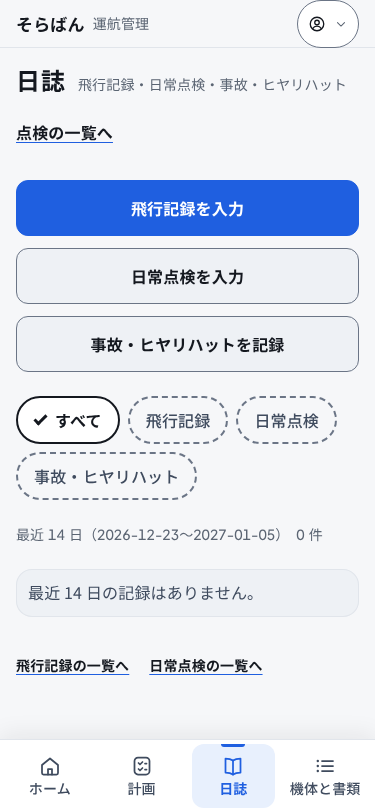 そらばん 運航管理
日誌 飛行記録・日常点検・事故・ヒヤリハット
点検の一覧へ
飛行記録を入力
日常点検を入力
事故・ヒヤリハットを記録
すべて 飛行記録 日常点検
事故・ヒヤリハット
最近 14 日（2026-12-23〜2027-01-05） 0 件
最近 14 日の記録はありません。
飛行記録の一覧へ 日常点検の一覧へ
ホーム 計画 日誌 機体と書類